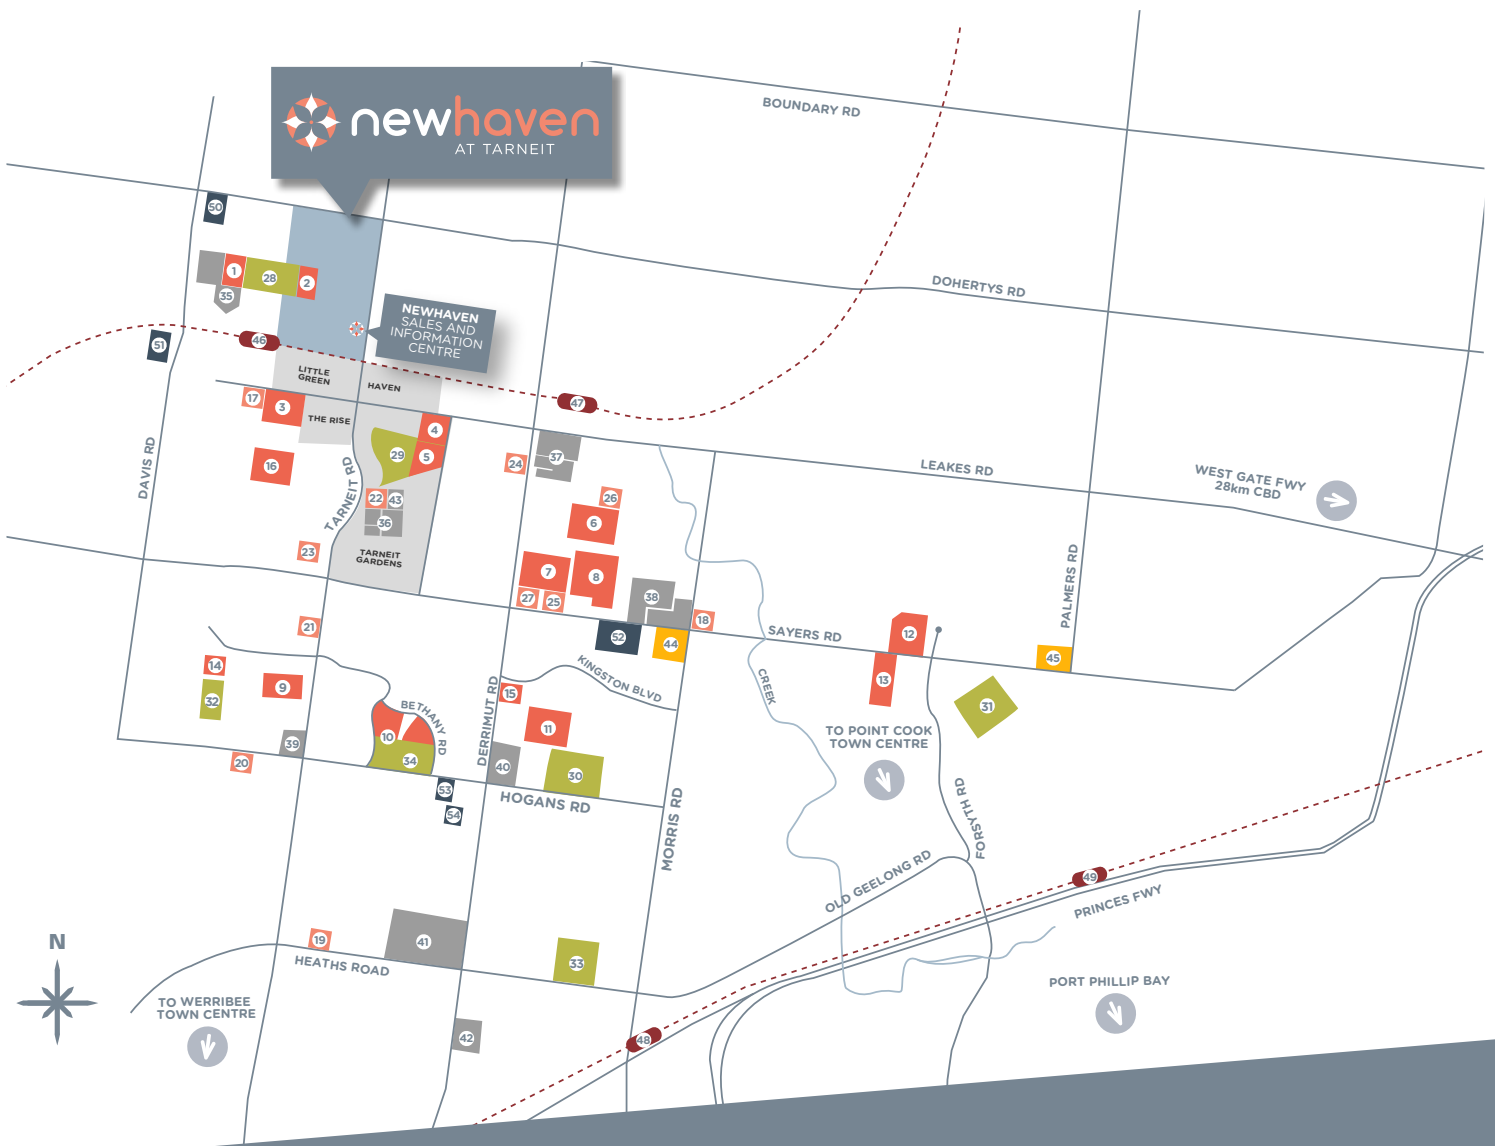 BOUNDARY RD
newhaven
AT TARNEIT
50
1
28
2
35
DOHERTYS RD
NEWHAVEN
SALES AND
INFORMATION
CENTRE
51
46
LITTLE
GREEN
HAVEN
17
3
THE RISE
47
4
29
5
16
DAVIS RD
TARNEIT RD
24
37
LEAKES RD
WEST GATE FWY
28km CBD
22
43
36
26
6
23
TARNEIT
GARDENS
7
8
27
25
38
18
PALMERS RD
21
52
44
SAYERS RD
12
45
14
9
32
KINGSTON BLVD
CREEK
13
31
15
DERRIMUT RD
BETHANY RD
10
34
11
39
20
40
30
TO POINT COOK
TOWN CENTRE
53
54
HOGANS RD
MORRIS RD
FORSYTH RD
OLD GEELONG RD
49
PRINCES FWY
19
41
33
HEATHS ROAD
N
TO WERRIBEE
TOWN CENTRE
42
48
PORT PHILLIP BAY